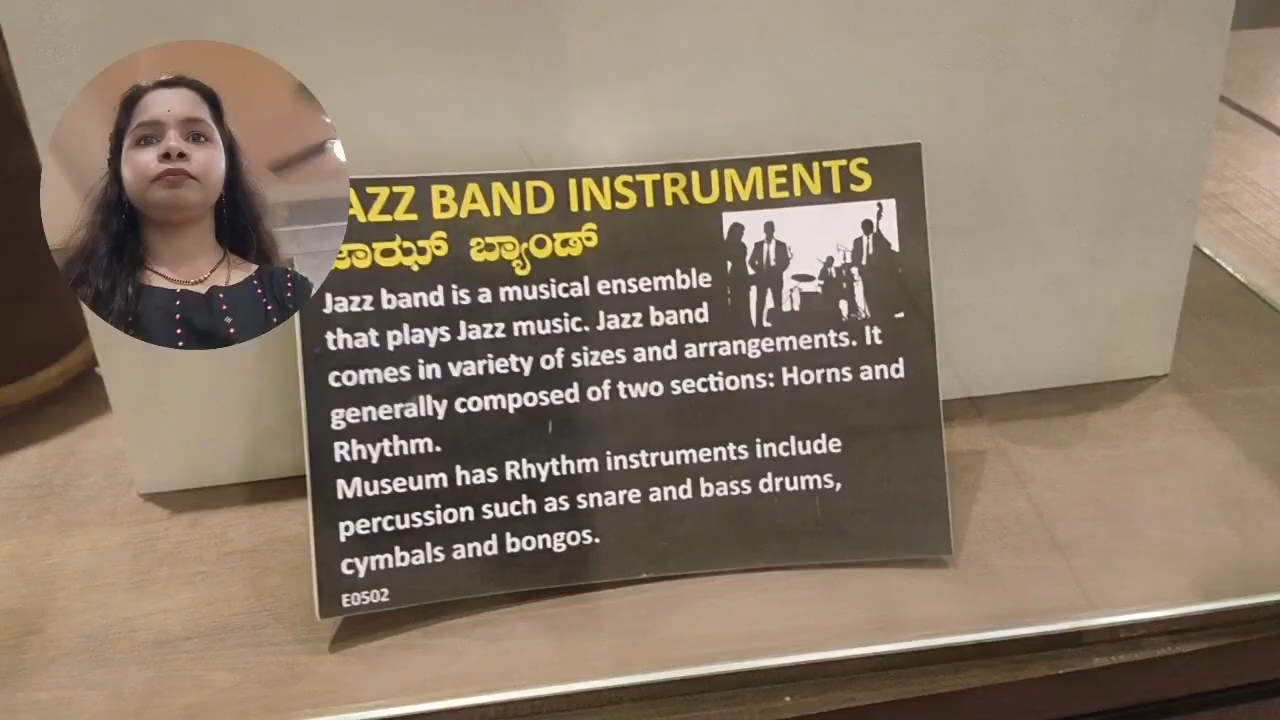 AZZ BAND INSTRUMENTS
ಜಾಝ್ ಬ್ಯಾಂಡ್
Jazz band is a musical ensemble
that plays Jazz music. Jazz band
comes in variety of sizes and arrangements. It
generally composed of two sections: Horns and
Rhythm.
Museum has Rhythm instruments include
percussion such as snare and bass drums,
cymbals and bongos.
E0502